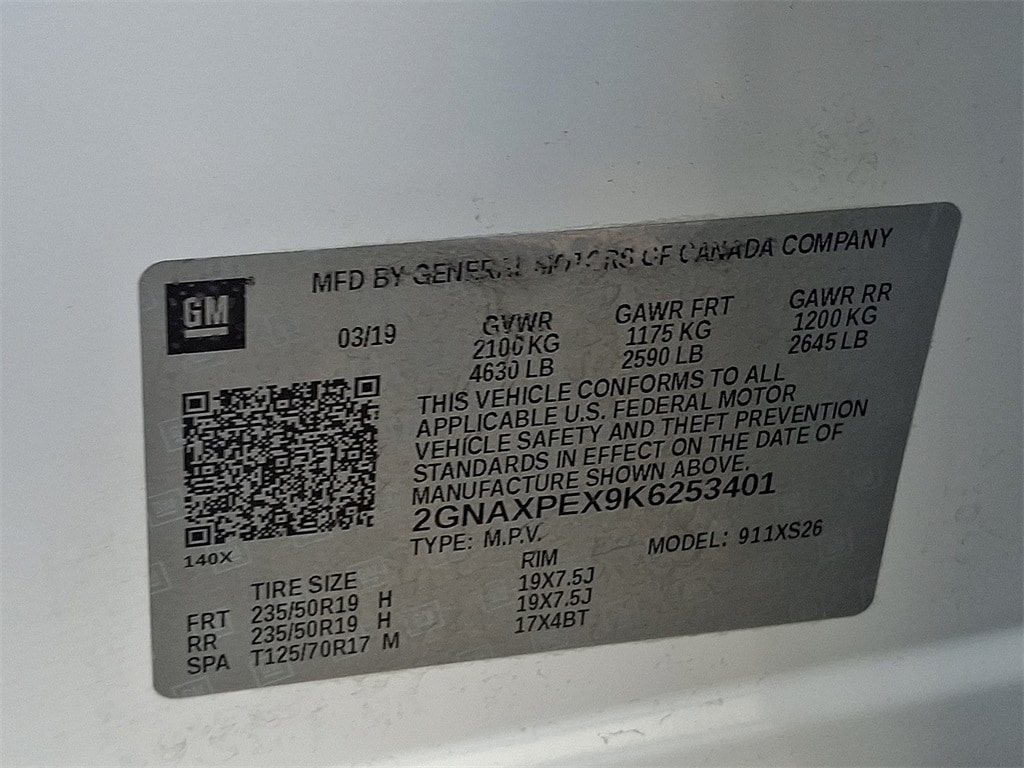 MFD BY GENERAL MOTORS OF CANADA COMPANY
GM
03/19
GVWR GAWR FRT GAWR RR
2100 KG 1175 KG 1200 KG
4630 LB 2590 LB 2645 LB
THIS VEHICLE CONFORMS TO ALL
APPLICABLE U.S. FEDERAL MOTOR
VEHICLE SAFETY AND THEFT PREVENTION
STANDARDS IN EFFECT ON THE DATE OF
MANUFACTURE SHOWN ABOVE.
2GNAXPEX9K6253401
140X
TYPE: M.P.V. MODEL: 911XS26
TIRE SIZE RIM
FRT 235/50R19 H 19X7.5J
RR 235/50R19 H 19X7.5J
SPA T125/70R17 M 17X4BT